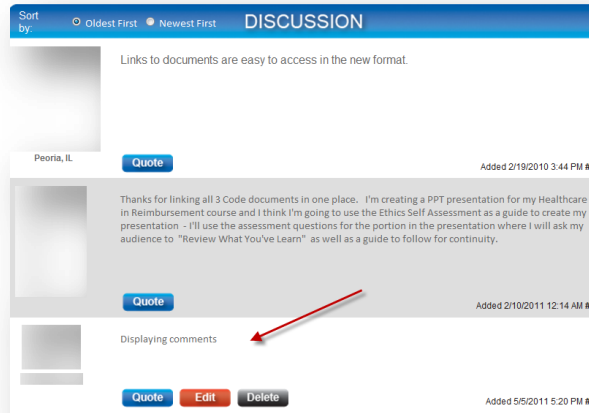 Sort by: Oldest First Newest First DISCUSSION
Links to documents are easy to access in the new format.
Peoria, IL
Quote
Added 2/19/2010 3:44 PM #
Thanks for linking all 3 Code documents in one place. I'm creating a PPT presentation for my Healthcare
in Reimbursement course and I think I'm going to use the Ethics Self Assessment as a guide to create my
presentation - I'll use the assessment questions for the portion in the presentation where I will ask my
audience to "Review What You've Learn" as well as a guide to follow for continuity.
Quote
Added 2/10/2011 12:14 AM #
Displaying comments
Quote Edit Delete
Added 5/5/2011 5:20 PM #